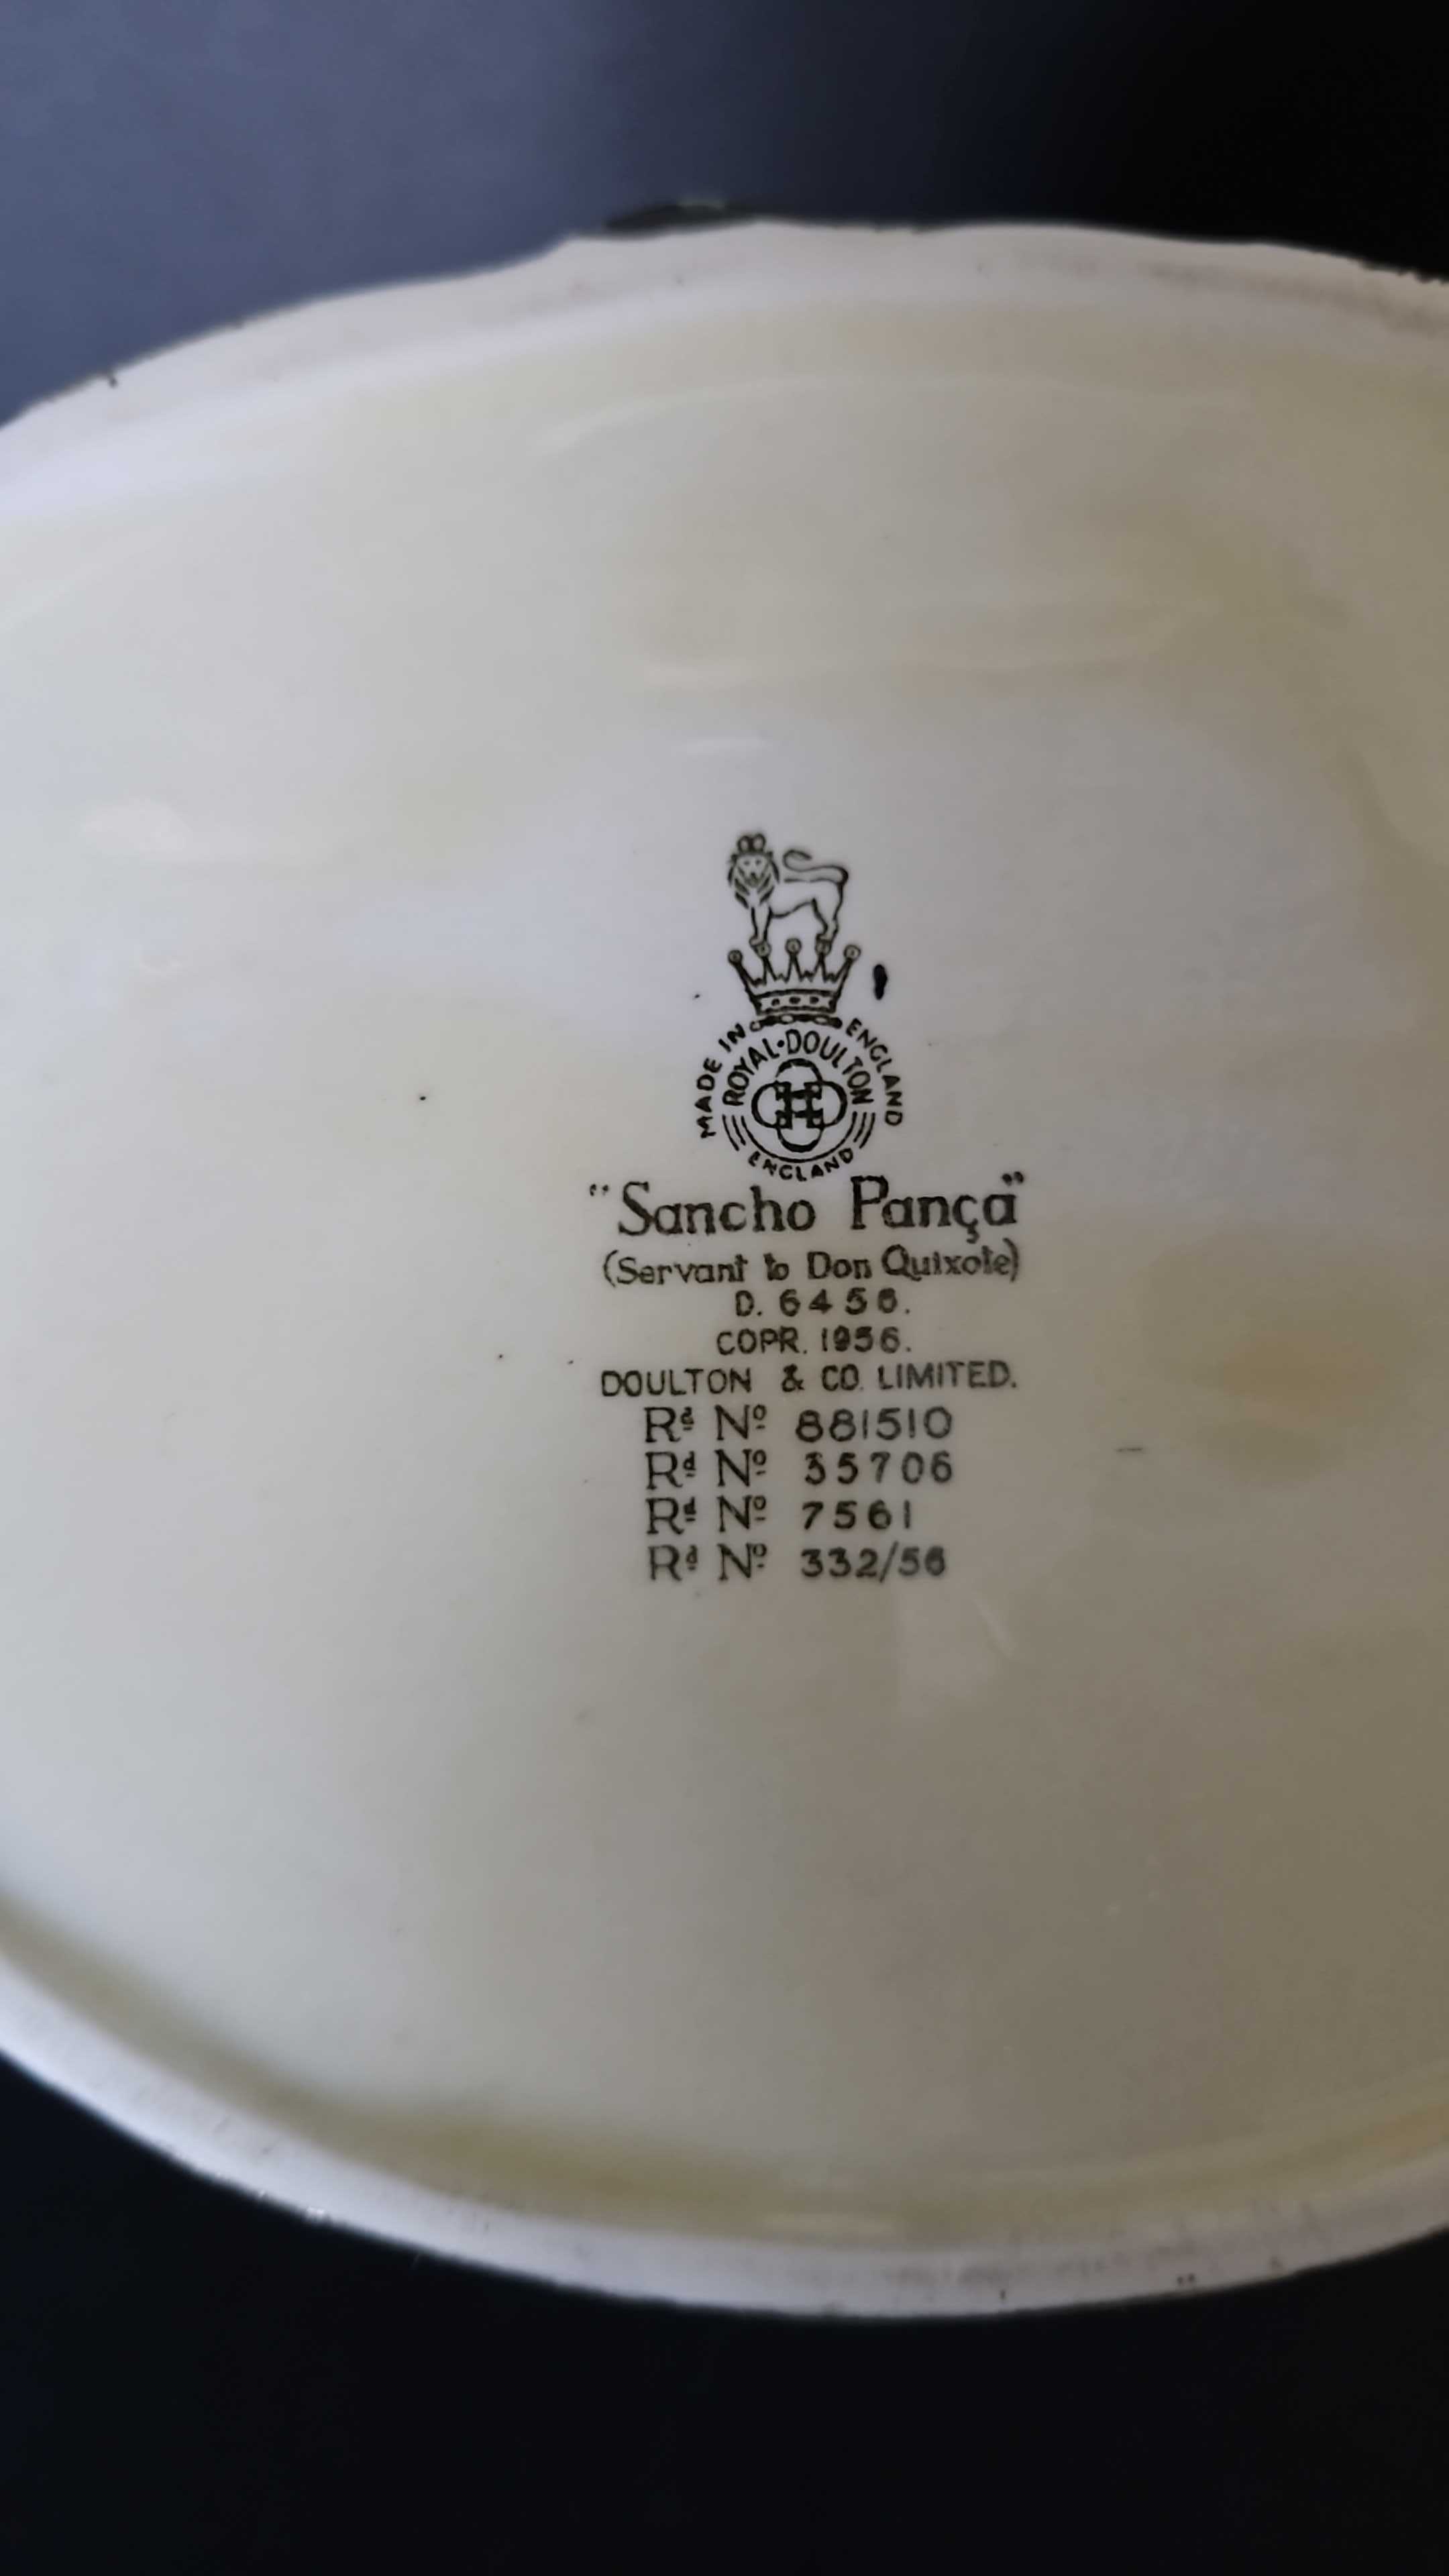 MADE IN ENGLAND
ROYAL·DOULTON
ENGLAND
"Sancho Pança"
(Servant to Don Quixote)
D. 6456.
COPR. 1956.
DOULTON & CO. LIMITED.
Rd No 881510
Rd No 35706
Rd No 7561
Rd No 332/56